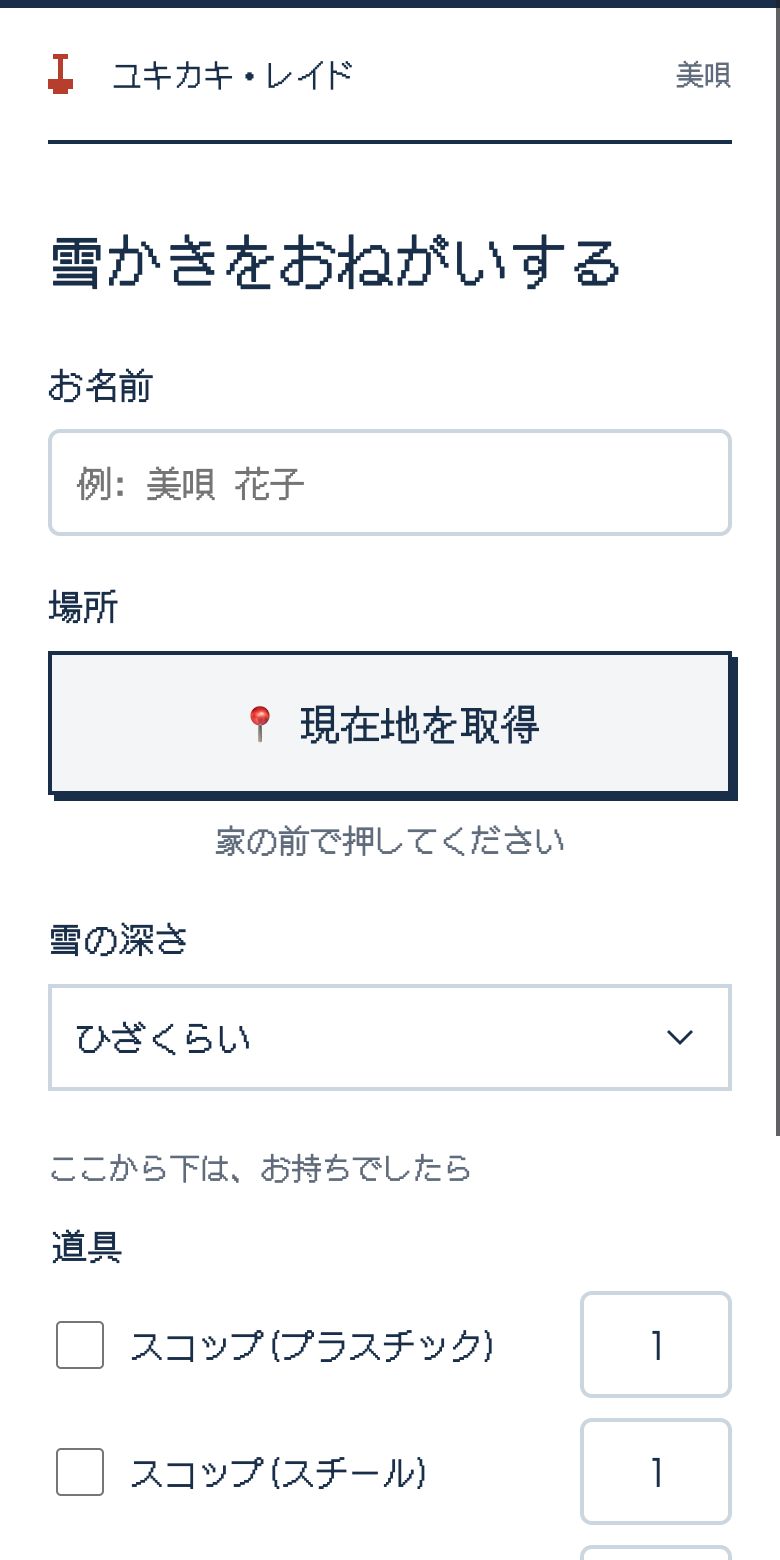 ユキカキ・レイド
美唄
雪かきをおねがいする
お名前
例: 美唄 花子
場所
現在地を取得
家の前で押してください
雪の深さ
ひざくらい
ここから下は、お持ちでしたら
道具
スコップ(プラスチック) 1
スコップ(スチール) 1